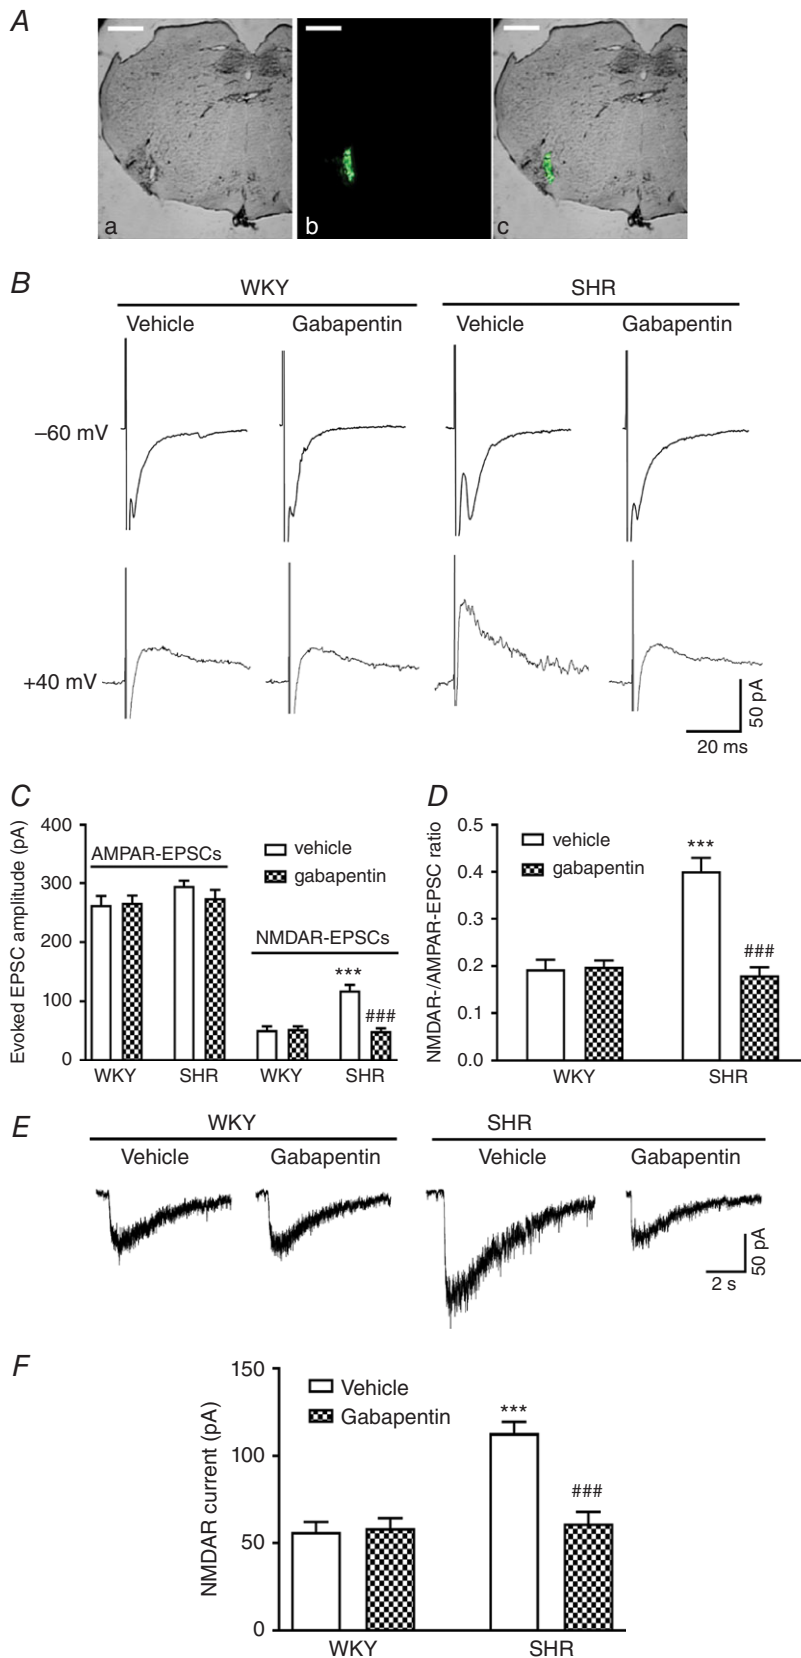 A
a
b
c
B
WKY
SHR
Vehicle
Gabapentin
Vehicle
Gabapentin
–60 mV
+40 mV
50 pA
20 ms
C
Evoked EPSC amplitude (pA)
400
300
200
100
0
AMPAR-EPSCs
vehicle
gabapentin
NMDAR-EPSCs
***
###
WKY
SHR
WKY
SHR
D
NMDAR-/AMPAR-EPSC ratio
0.5
0.4
0.3
0.2
0.1
0.0
vehicle
gabapentin
***
###
WKY
SHR
E
WKY
SHR
Vehicle
Gabapentin
Vehicle
Gabapentin
50 pA
2 s
F
NMDAR current (pA)
150
100
50
0
Vehicle
Gabapentin
***
###
WKY
SHR